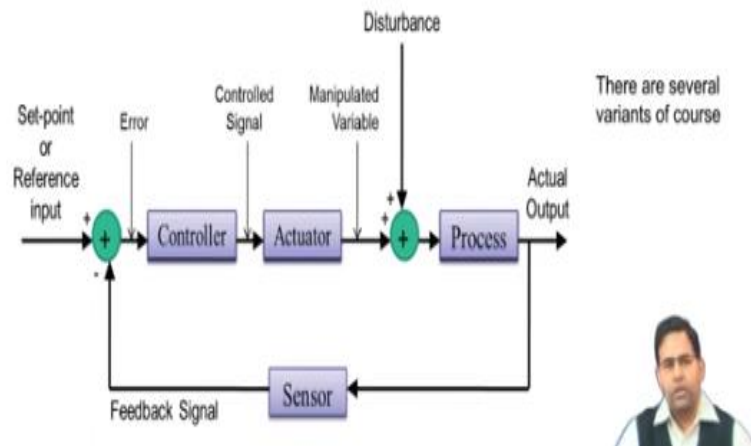 Disturbance
There are several
variants of course
Set-point
or
Reference
input
Error
Controlled
Signal
Manipulated
Variable
Actual
Output
+
+
+
+
+
-
Controller
Actuator
Process
Sensor
Feedback Signal